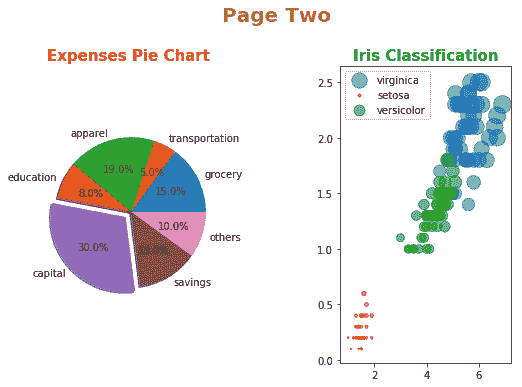 Page Two
Expenses Pie Chart
apparel
transportation
education
19.0%
5.0%
grocery
8.0%
15.0%
30.0%
10.0%
others
capital
savings
Iris Classification
virginica
setosa
versicolor
2.5
2.0
1.5
1.0
0.5
0.0
2
4
6